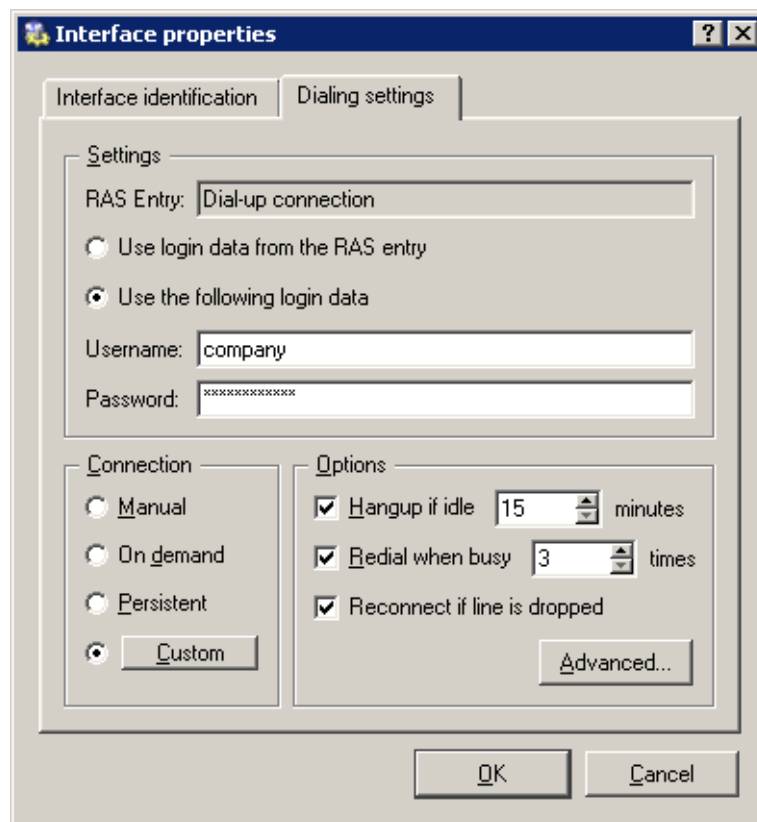 Interface properties
Interface identification
Dialing settings
Settings
RAS Entry: Dial-up connection
Use login data from the RAS entry
Use the following login data
Username: company
Password: ************
Connection
Manual
On demand
Persistent
Custom
Options
Hangup if idle 15 minutes
Redial when busy 3 times
Reconnect if line is dropped
Advanced...
OK
Cancel